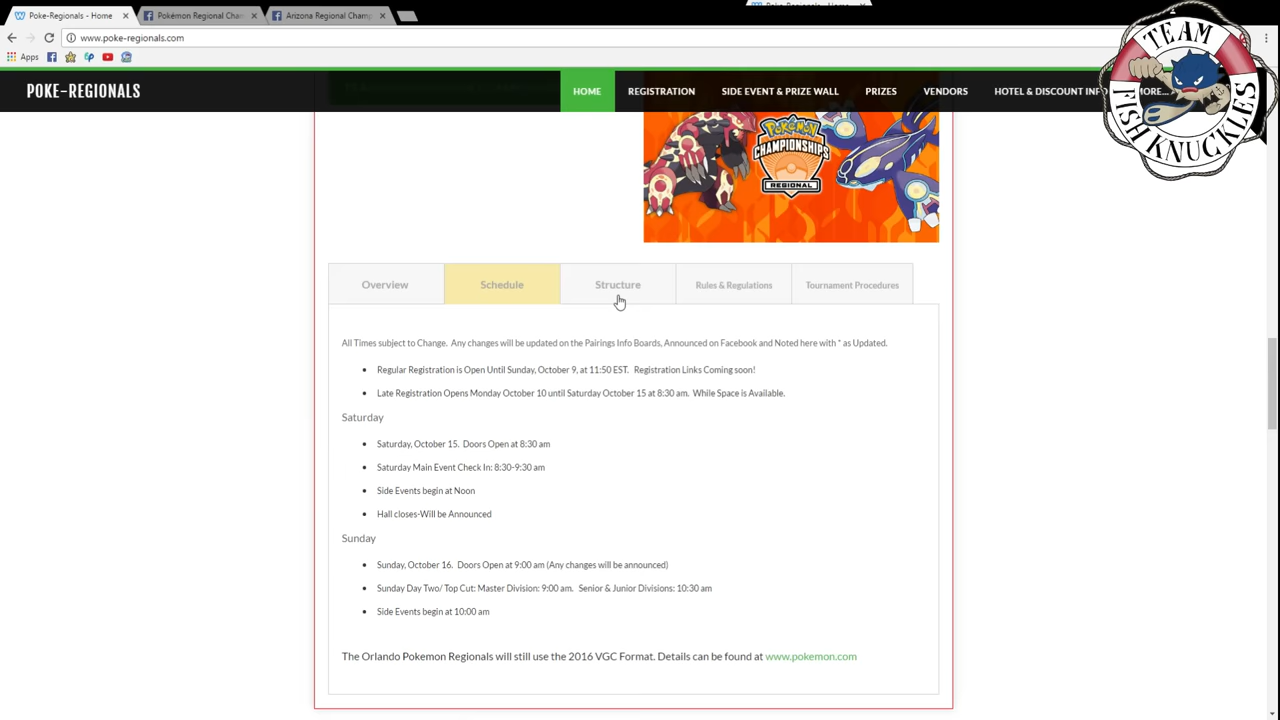 Poke-Regionals - Home
Pokémon Regional Cham
Arizona Regional Champ
www.poke-regionals.com
Apps
TEAM
FISH KNUCKLES
POKE-REGIONALS
HOME
REGISTRATION
SIDE EVENT & PRIZE WALL
PRIZES
VENDORS
HOTEL & DISCOUNT INFO
MORE...
Pokémon
CHAMPIONSHIPS
REGIONAL
Overview
Schedule
Structure
Rules & Regulations
Tournament Procedures
All Times subject to Change. Any changes will be updated on the Pairings Info Boards, Announced on Facebook and Noted here with * as Updated.
• Regular Registration is Open Until Sunday, October 9, at 11:50 EST. Registration Links Coming soon!
• Late Registration Opens Monday October 10 until Saturday October 15 at 8:30 am. While Space is Available.
Saturday
• Saturday, October 15. Doors Open at 8:30 am
• Saturday Main Event Check In: 8:30-9:30 am
• Side Events begin at Noon
• Hall closes-Will be Announced
Sunday
• Sunday, October 16. Doors Open at 9:00 am (Any changes will be announced)
• Sunday Day Two/ Top Cut: Master Division: 9:00 am. Senior & Junior Divisions: 10:30 am
• Side Events begin at 10:00 am
The Orlando Pokemon Regionals will still use the 2016 VGC Format. Details can be found at www.pokemon.com